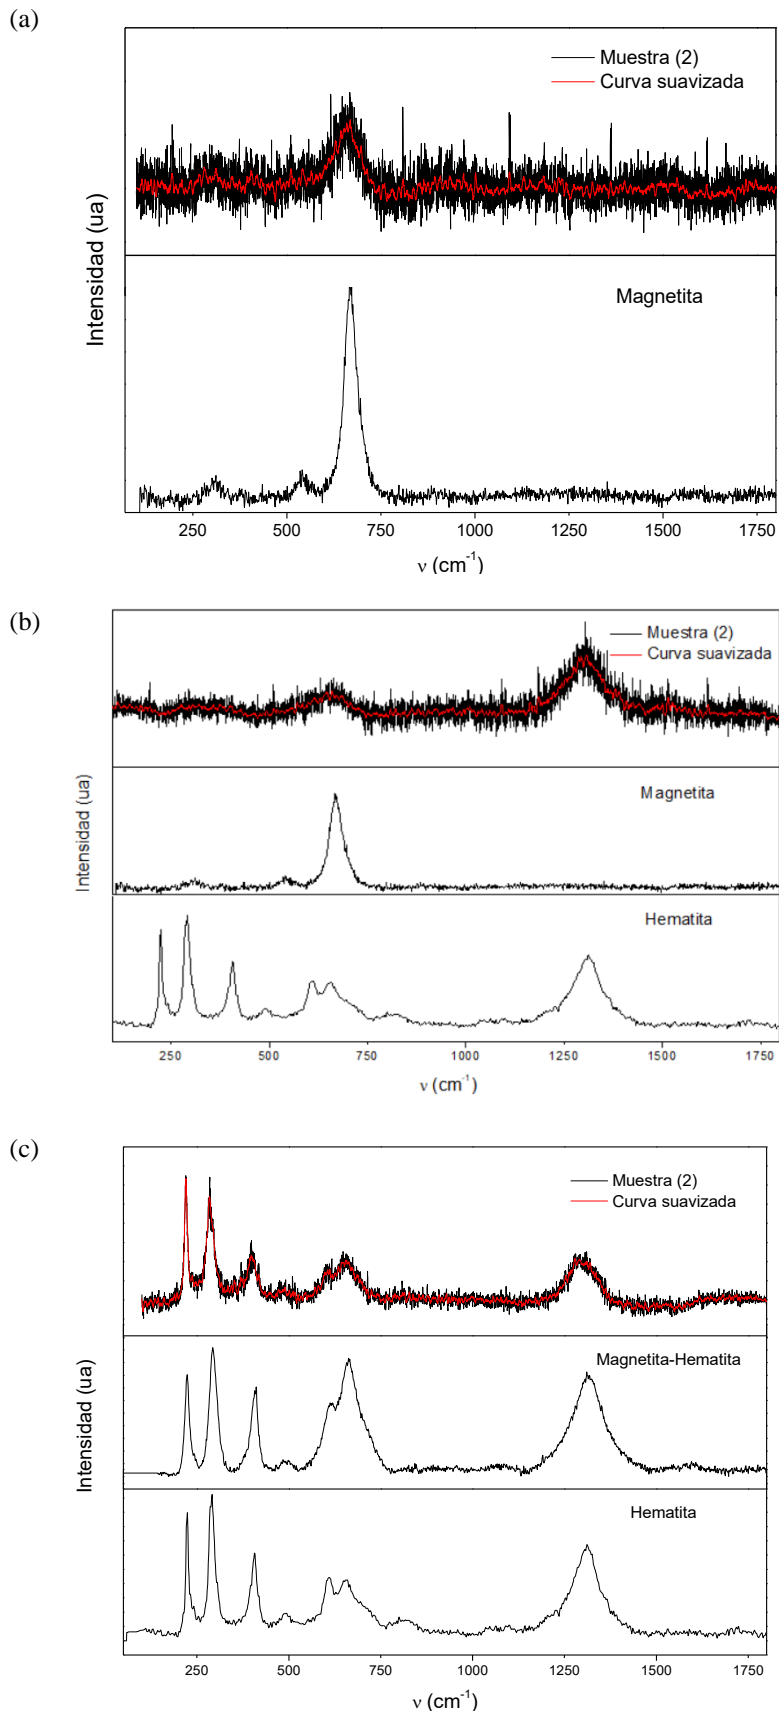 (a)
Muestra (2)
Curva suavizada
Magnetita
Intensidad (ua)
250 500 750 1000 1250 1500 1750
ν (cm⁻¹)
(b)
Muestra (2)
Curva suavizada
Magnetita
Hematita
Intensidad (ua)
250 500 750 1000 1250 1500 1750
ν (cm⁻¹)
(c)
Muestra (2)
Curva suavizada
Magnetita-Hematita
Hematita
Intensidad (ua)
250 500 750 1000 1250 1500 1750
ν (cm⁻¹)